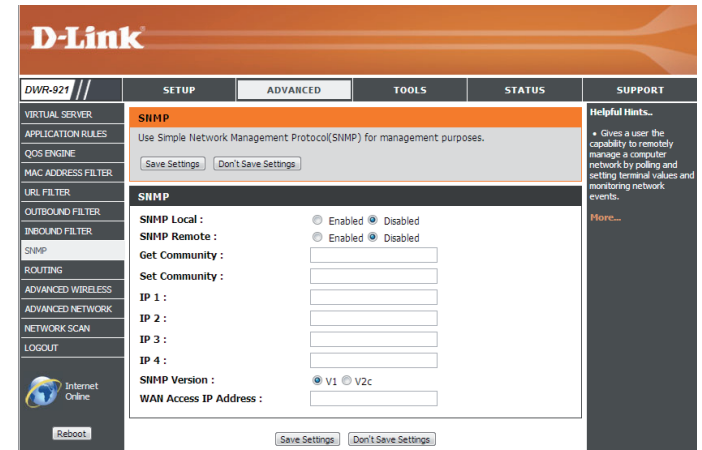 D-Link
DWR-921 SETUP ADVANCED TOOLS STATUS SUPPORT
VIRTUAL SERVER
APPLICATION RULES
QOS ENGINE
MAC ADDRESS FILTER
URL FILTER
OUTBOUND FILTER
INBOUND FILTER
SNMP
ROUTING
ADVANCED WIRELESS
ADVANCED NETWORK
NETWORK SCAN
LOGOUT
Internet
Online
Reboot
SNMP
Use Simple Network Management Protocol(SNMP) for management purposes.
Save Settings Don't Save Settings
SNMP
SNMP Local : Enabled Disabled
SNMP Remote : Enabled Disabled
Get Community :
Set Community :
IP 1 :
IP 2 :
IP 3 :
IP 4 :
SNMP Version : V1 V2c
WAN Access IP Address :
Save Settings Don't Save Settings
Helpful Hints..
• Gives a user the
capability to remotely
manage a computer
network by polling and
setting terminal values and
monitoring network
events.
More...